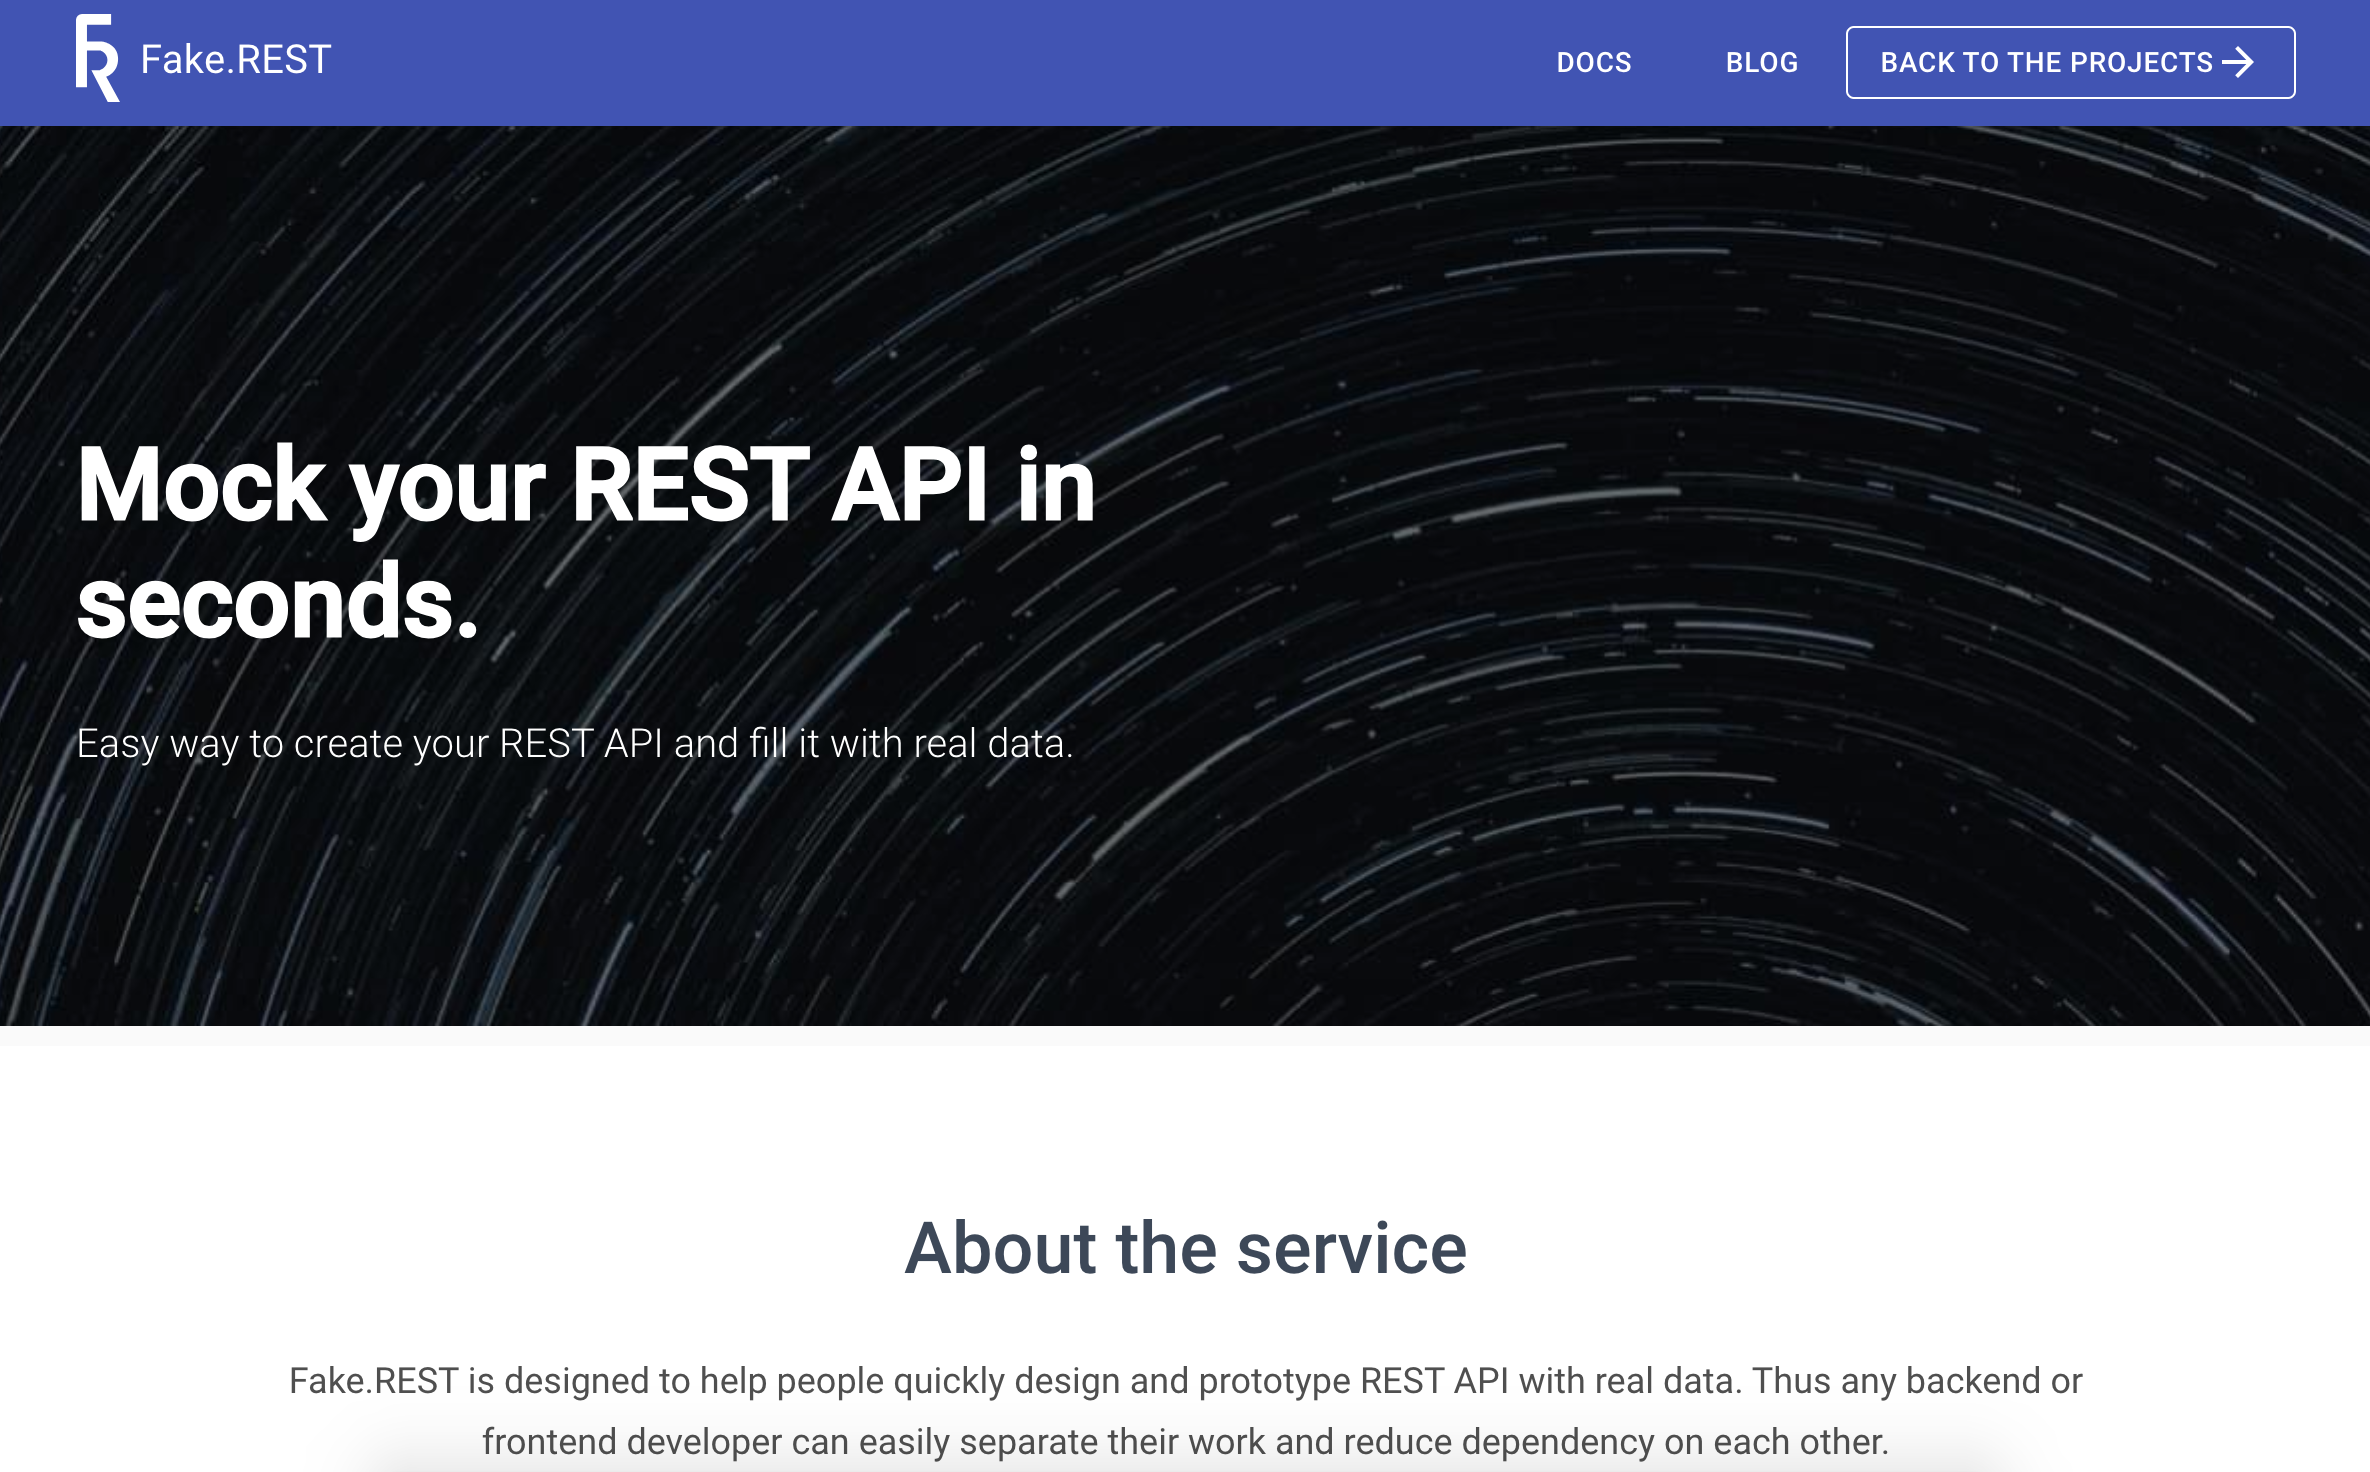 Fake.REST
DOCS
BLOG
BACK TO THE PROJECTS
Mock your REST API in
seconds.
Easy way to create your REST API and fill it with real data.
About the service
Fake.REST is designed to help people quickly design and prototype REST API with real data. Thus any backend or
frontend developer can easily separate their work and reduce dependency on each other.